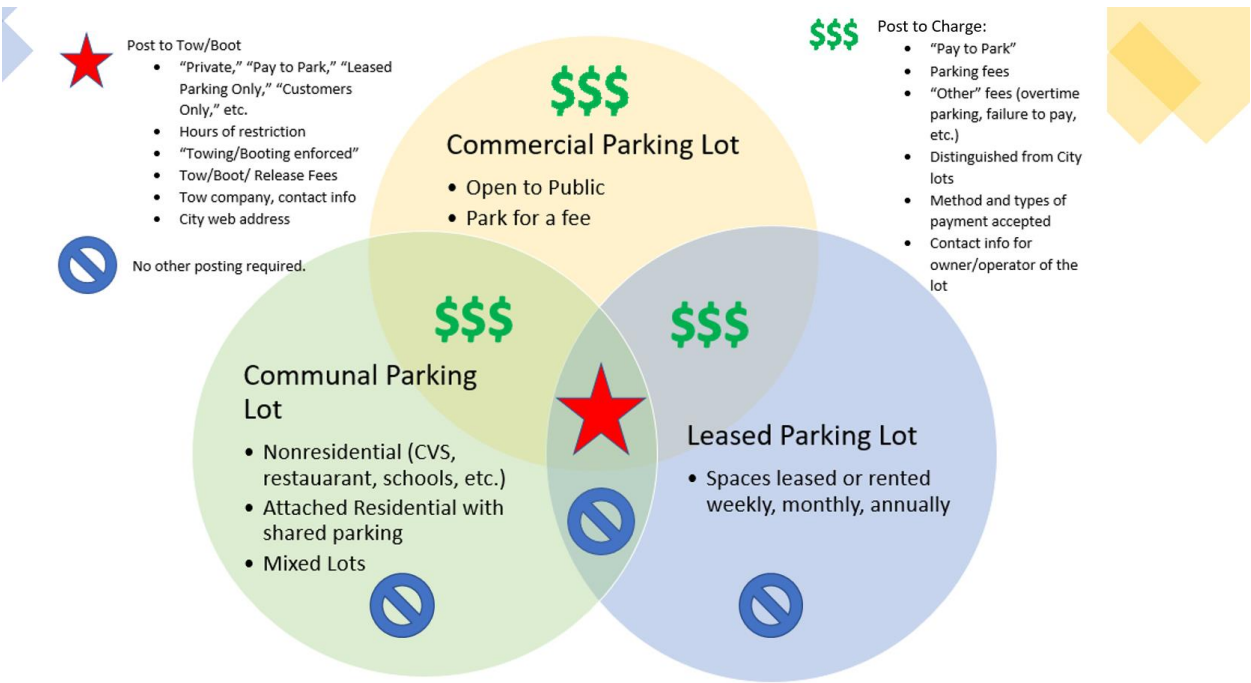 Post to Tow/Boot
• “Private,” “Pay to Park,” “Leased
Parking Only,” “Customers
Only,” etc.
• Hours of restriction
• “Towing/Booting enforced”
• Tow/Boot/ Release Fees
• Tow company, contact info
• City web address
No other posting required.
$$$
Commercial Parking Lot
• Open to Public
• Park for a fee
$$$
Post to Charge:
• “Pay to Park”
• Parking fees
• “Other” fees (overtime
parking, failure to pay,
etc.)
• Distinguished from City
lots
• Method and types of
payment accepted
• Contact info for
owner/operator of the
lot
$$$
$$$
Communal Parking
Lot
• Nonresidential (CVS,
restauarant, schools, etc.)
• Attached Residential with
shared parking
• Mixed Lots
Leased Parking Lot
• Spaces leased or rented
weekly, monthly, annually